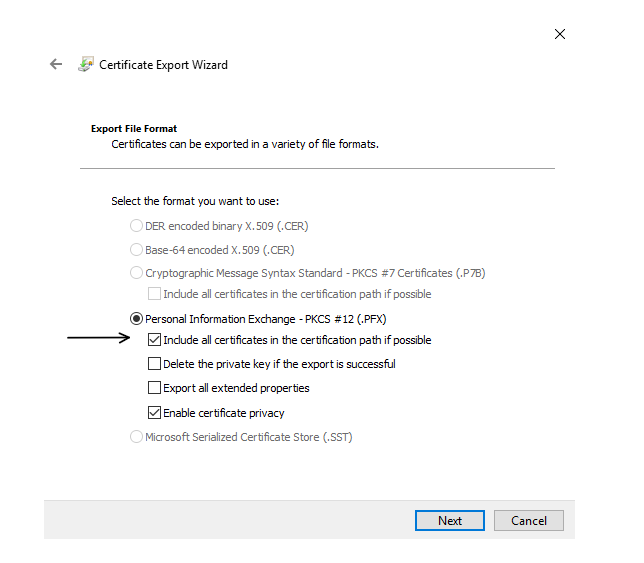 Certificate Export Wizard
Export File Format
Certificates can be exported in a variety of file formats.
Select the format you want to use:
DER encoded binary X.509 (.CER)
Base-64 encoded X.509 (.CER)
Cryptographic Message Syntax Standard - PKCS #7 Certificates (.P7B)
Include all certificates in the certification path if possible
Personal Information Exchange - PKCS #12 (.PFX)
Include all certificates in the certification path if possible
Delete the private key if the export is successful
Export all extended properties
Enable certificate privacy
Microsoft Serialized Certificate Store (.SST)
Next
Cancel